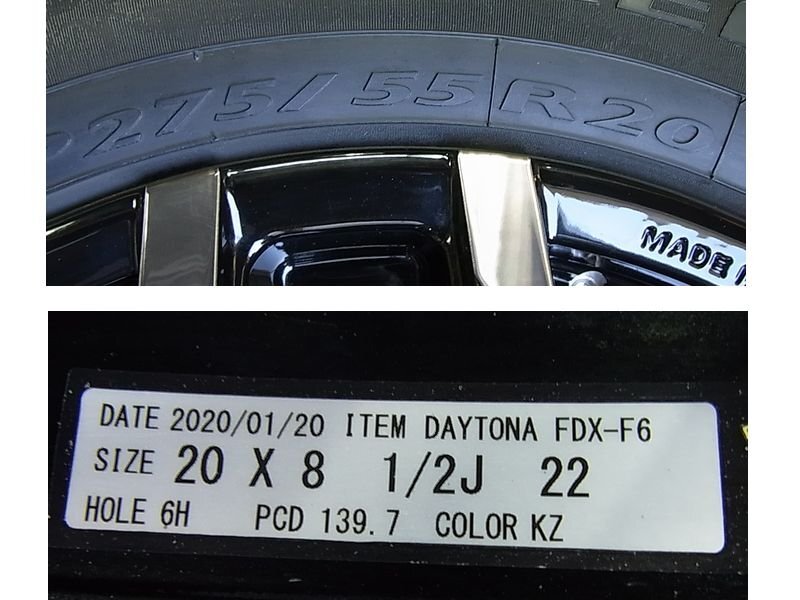 P275/55R20
MADE
DATE 2020/01/20 ITEM DAYTONA FDX-F6
SIZE 20 X 8 1/2J 22
HOLE 6H PCD 139.7 COLOR KZ